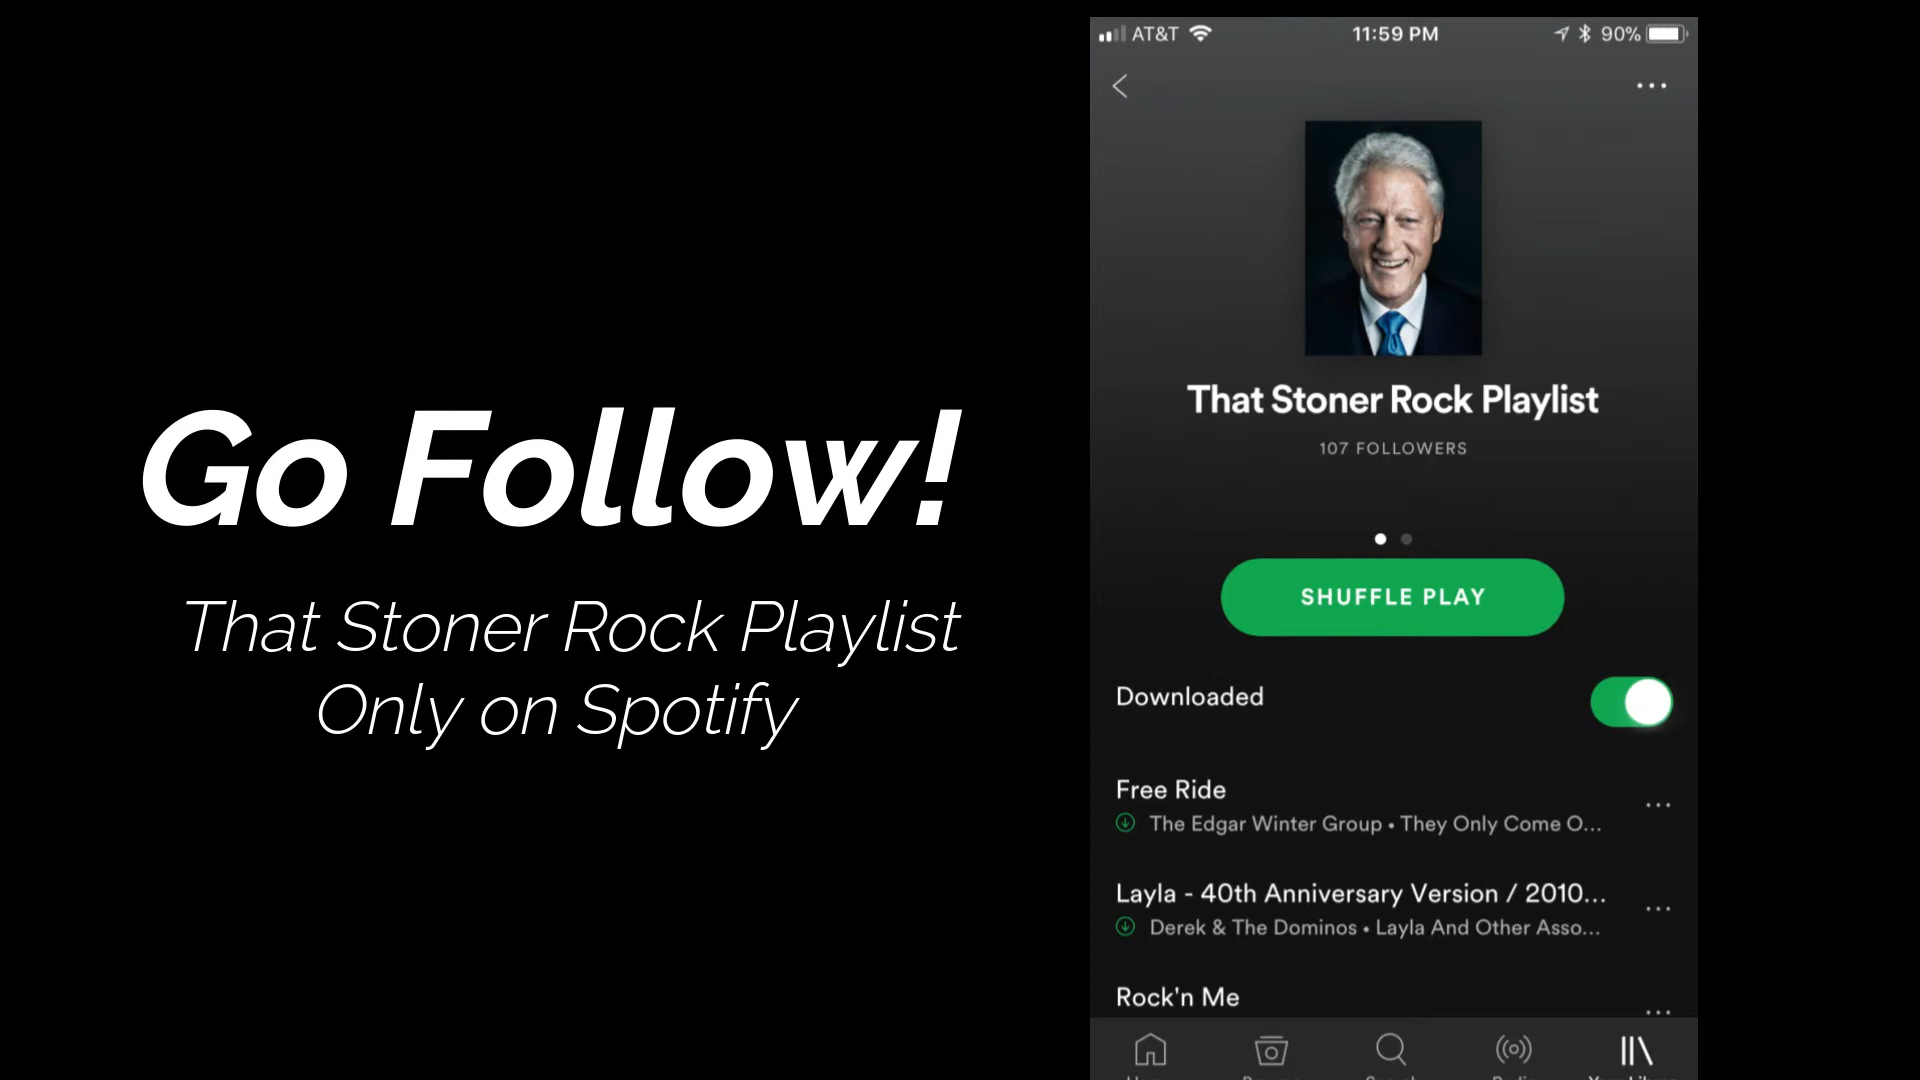 Go Follow!
That Stoner Rock Playlist
Only on Spotify
AT&T
11:59 PM
90%
That Stoner Rock Playlist
107 FOLLOWERS
SHUFFLE PLAY
Downloaded
Free Ride
The Edgar Winter Group • They Only Come O...
Layla - 40th Anniversary Version / 2010...
Derek & The Dominos • Layla And Other Asso...
Rock'n Me